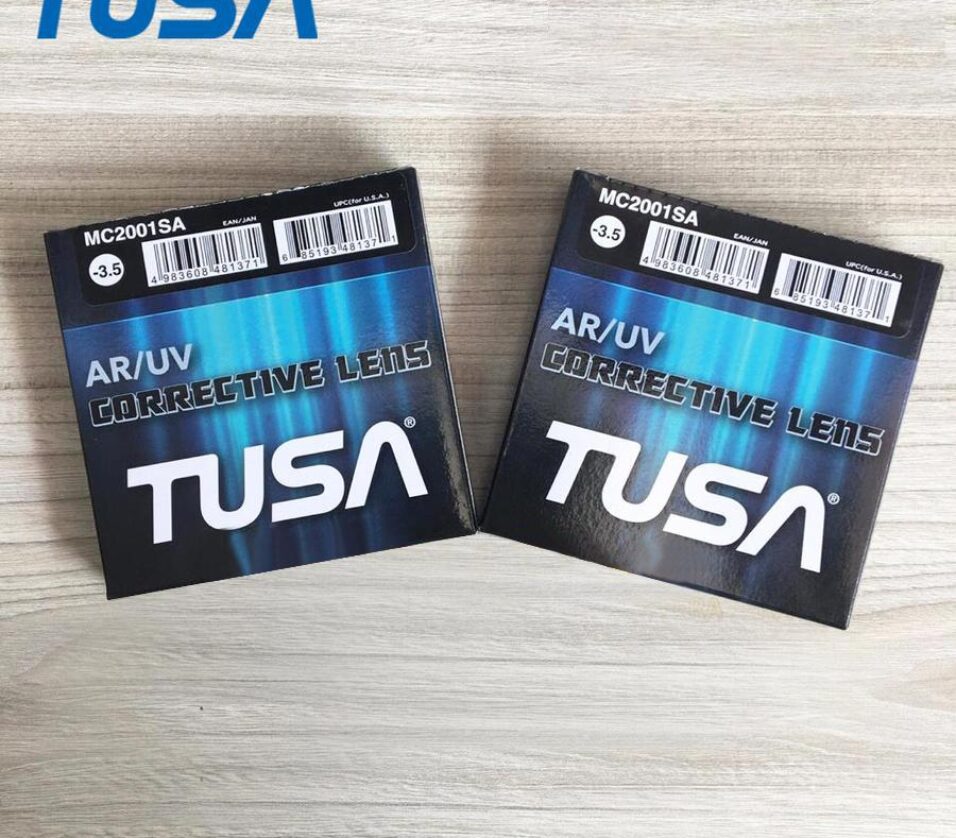 TUSA
MC2001SA
-3.5
EAN/JAN
4 983608 481371
UPC(for U.S.A.)
6 85193 48137 1
AR/UV
CORRECTIVE LENS
TUSA®
MC2001SA
-3.5
EAN/JAN
4 983608 481371
UPC(for U.S.A.)
6 85193 48137 1
AR/UV
CORRECTIVE LENS
TUSA®